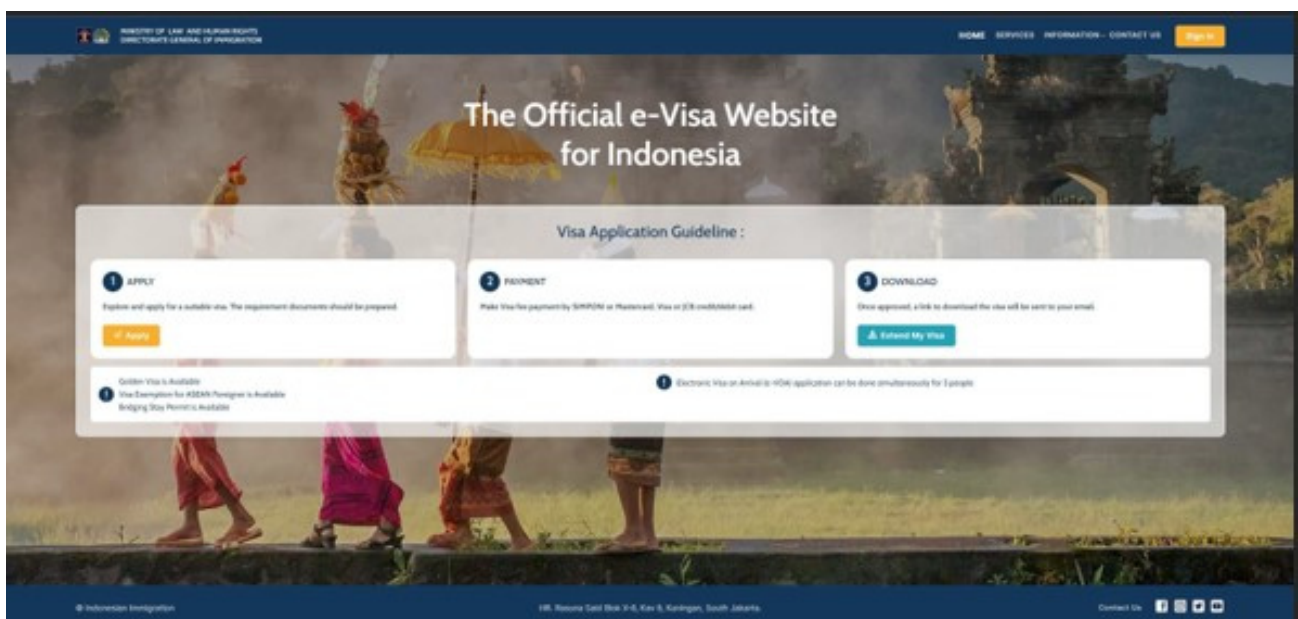 MINISTRY OF LAW AND HUMAN RIGHTS
DIRECTORATE GENERAL OF IMMIGRATION
HOME SERVICES INFORMATION CONTACT US Sign In
The Official e-Visa Website
for Indonesia
Visa Application Guideline :
1 APPLY
Explore and apply for a suitable visa. The requirement documents should be prepared.
Apply
2 PAYMENT
Make Visa fee payment by SIMPONI or Mastercard, Visa or JCB credit/debit card.
3 DOWNLOAD
Once approved, a link to download the visa will be sent to your email.
Extend My Visa
Golden Visa is Available
Visa Exemption for ASEAN Foreigner is Available
Bridging Stay Permit is Available
Electronic Visa on Arrival (e-VOA) application can be done simultaneously for 5 people
© Indonesian Immigration
HR. Rasuna Said Blok X-6, Kav 8, Kuningan, South Jakarta.
Contact Us